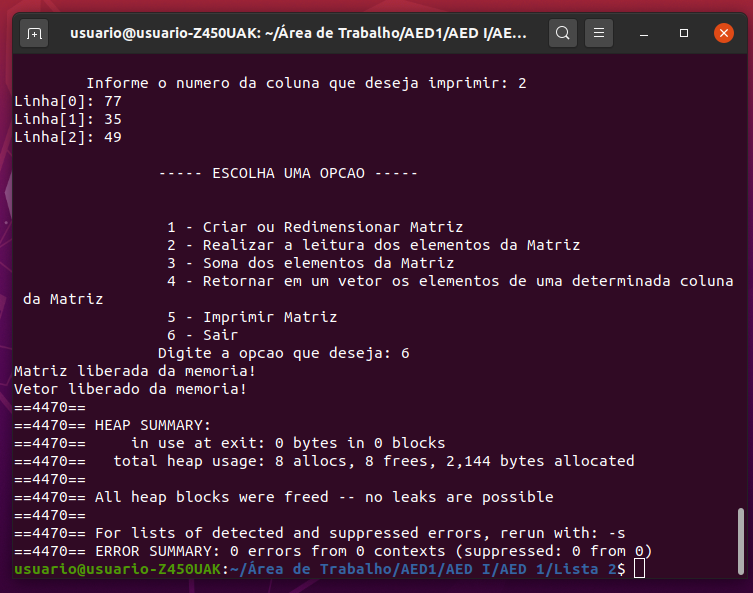 usuario@usuario-Z450UAK: ~/Área de Trabalho/AED1/AED I/AE...
Informe o numero da coluna que deseja imprimir: 2
Linha[0]: 77
Linha[1]: 35
Linha[2]: 49
----- ESCOLHA UMA OPCAO -----
1 - Criar ou Redimensionar Matriz
2 - Realizar a leitura dos elementos da Matriz
3 - Soma dos elementos da Matriz
4 - Retornar em um vetor os elementos de uma determinada coluna
da Matriz
5 - Imprimir Matriz
6 - Sair
Digite a opcao que deseja: 6
Matriz liberada da memoria!
Vetor liberado da memoria!
==4470==
==4470== HEAP SUMMARY:
==4470==     in use at exit: 0 bytes in 0 blocks
==4470==   total heap usage: 8 allocs, 8 frees, 2,144 bytes allocated
==4470==
==4470== All heap blocks were freed -- no leaks are possible
==4470==
==4470== For lists of detected and suppressed errors, rerun with: -s
==4470== ERROR SUMMARY: 0 errors from 0 contexts (suppressed: 0 from 0)
usuario@usuario-Z450UAK:~/Área de Trabalho/AED1/AED I/AED 1/Lista 2$